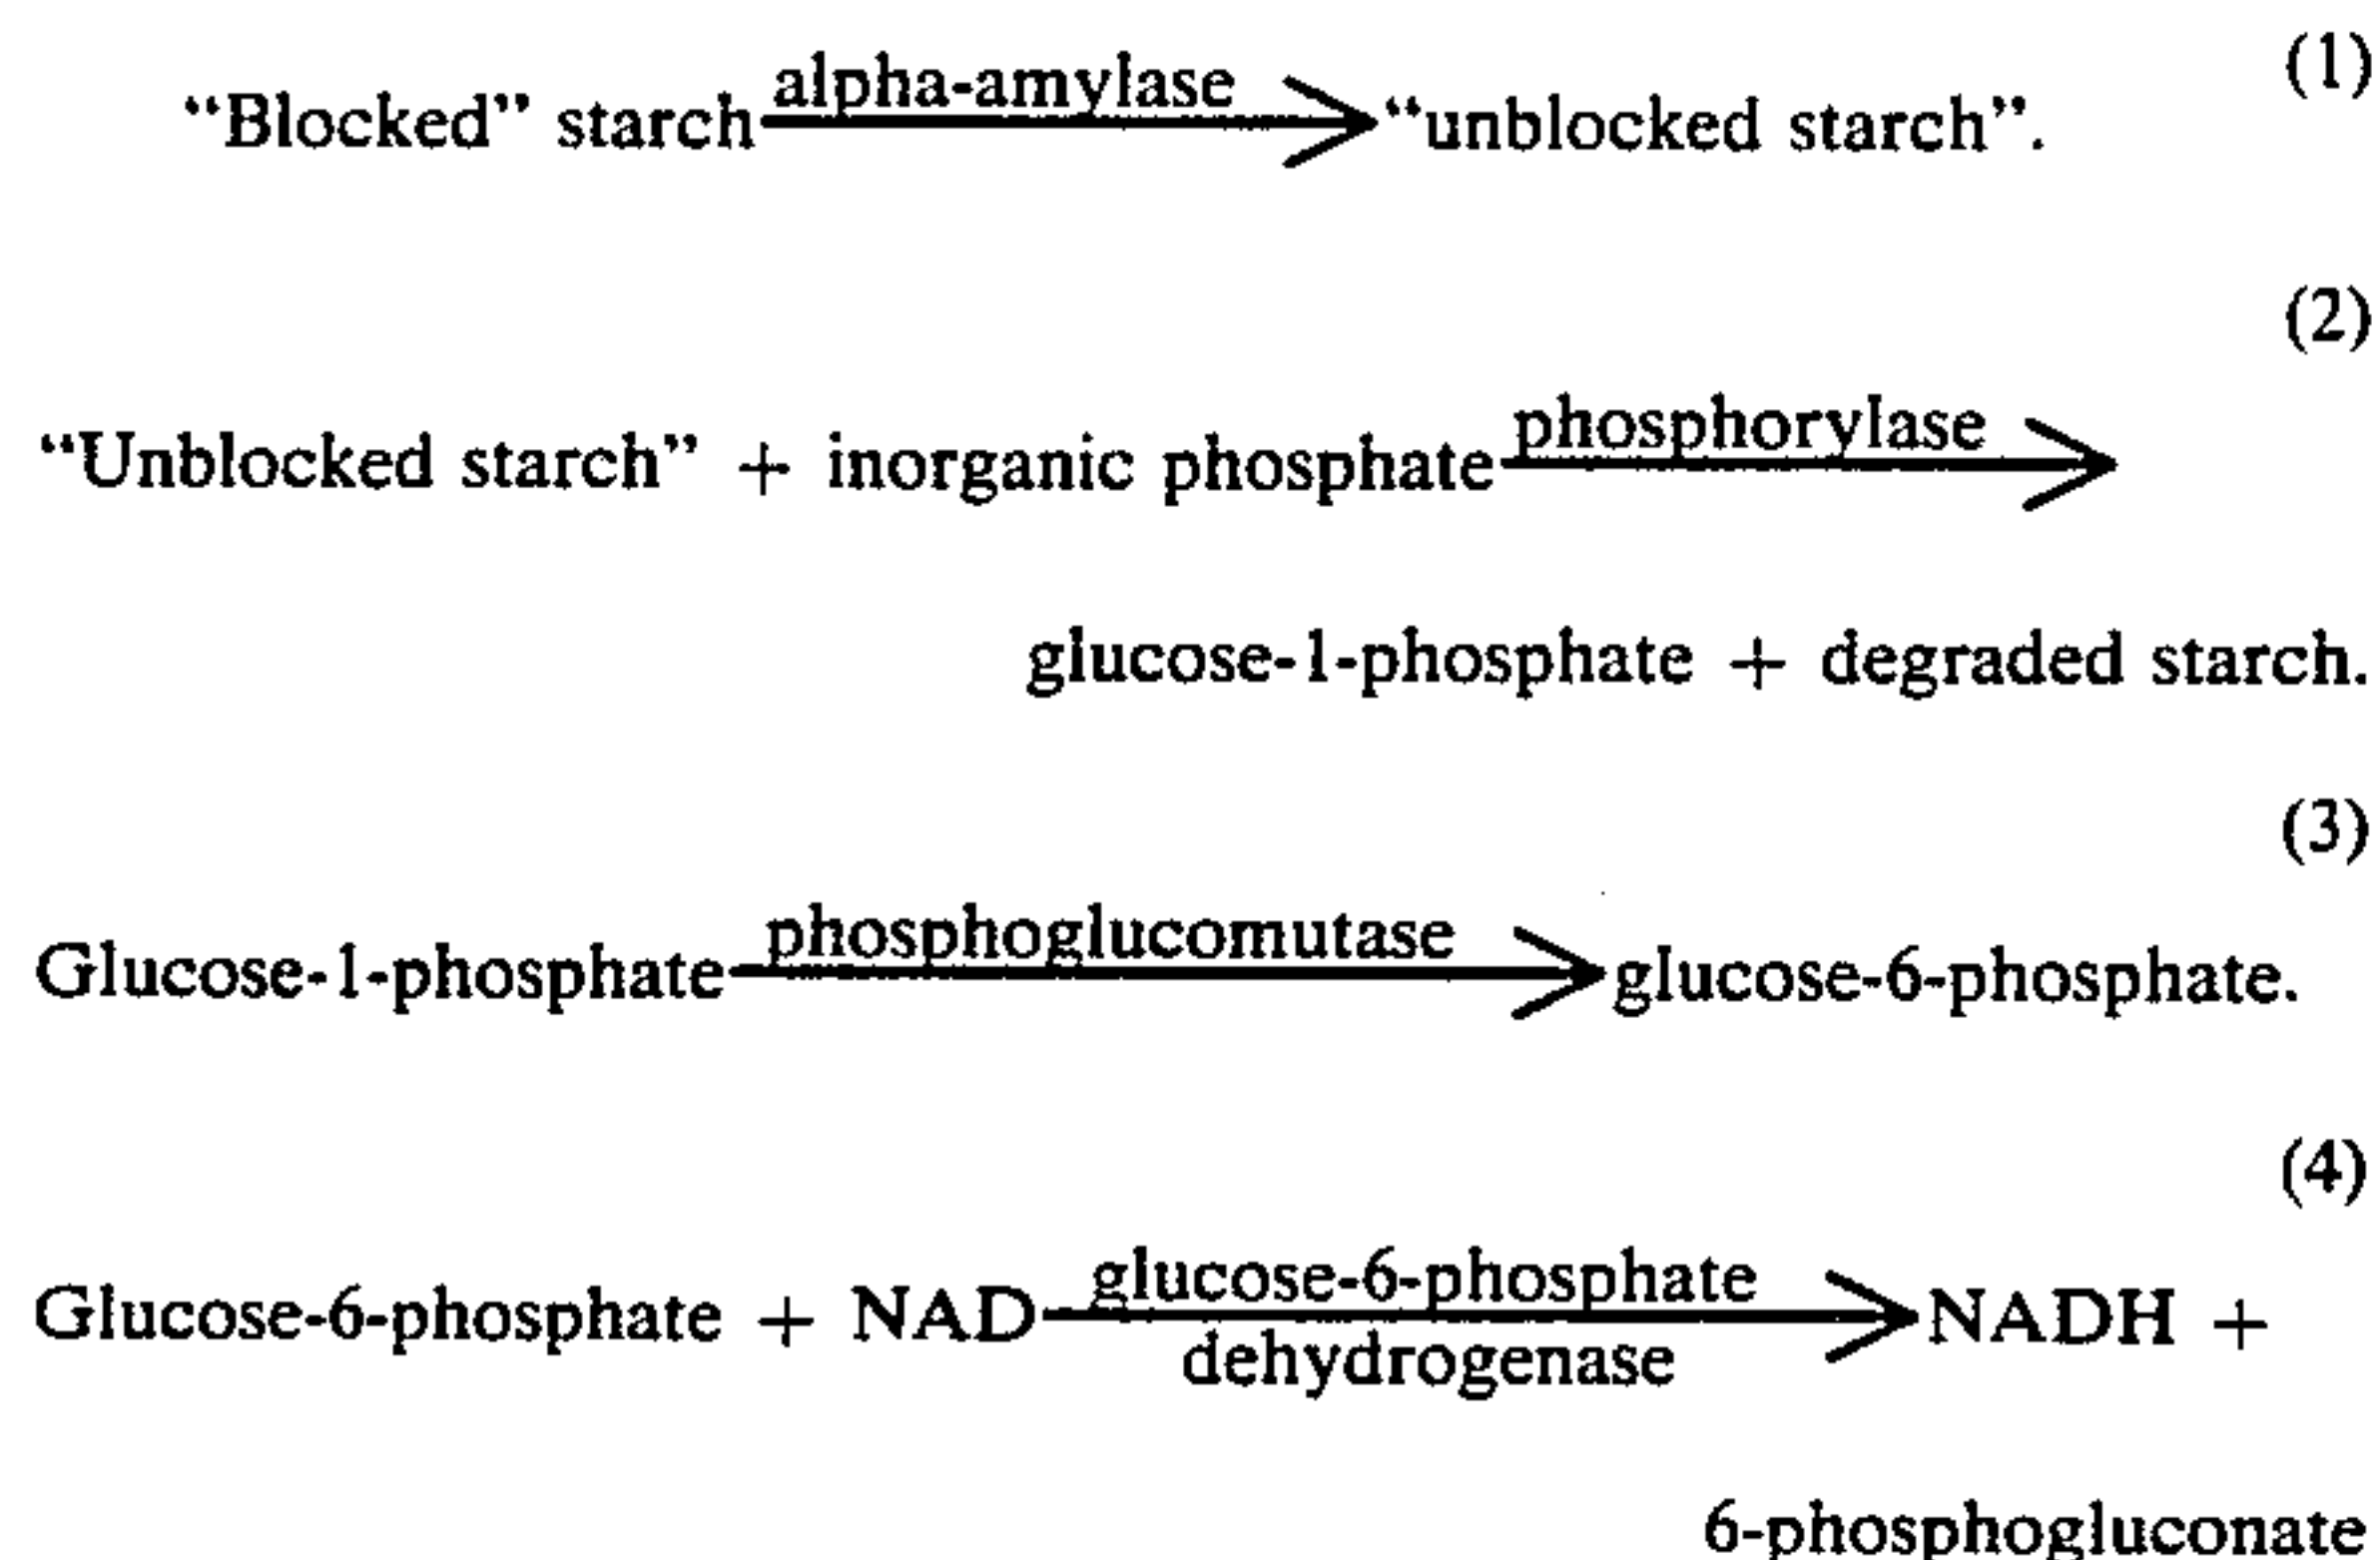 (1)
“Blocked” starch alpha-amylase “unblocked starch”.
(2)
“Unblocked starch” + inorganic phosphate phosphorylase
glucose-1-phosphate + degraded starch.
(3)
Glucose-1-phosphate phosphoglucomutase glucose-6-phosphate.
(4)
Glucose-6-phosphate + NAD glucose-6-phosphate NADH +
dehydrogenase
6-phosphogluconate